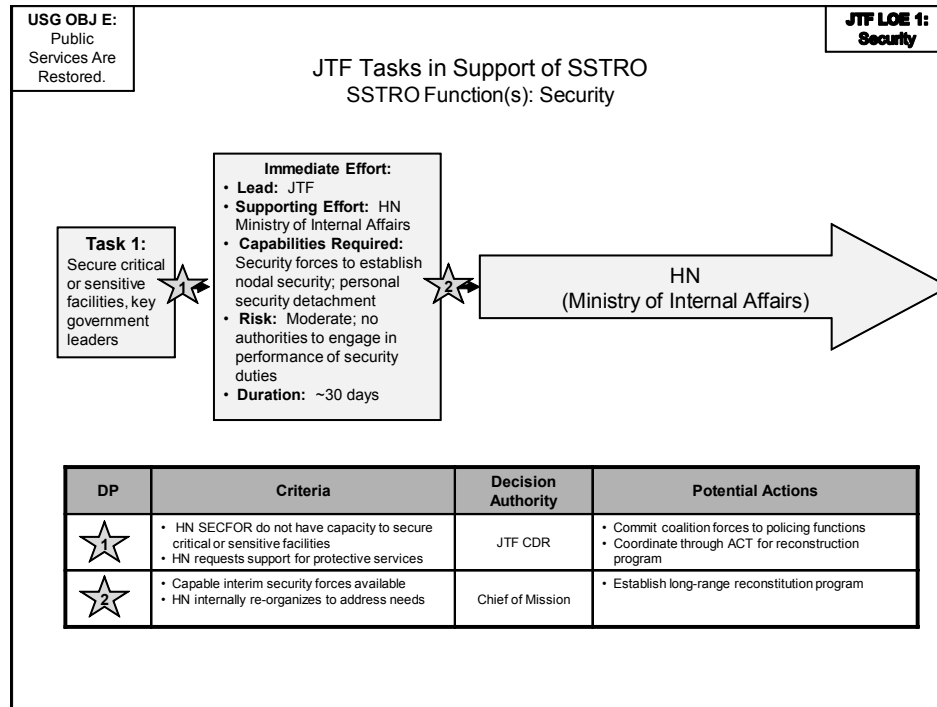 USG OBJ E:
Public
Services Are
Restored.
JTF LOE 1:
Security
JTF Tasks in Support of SSTRO
SSTRO Function(s): Security
Task 1:
Secure critical
or sensitive
facilities, key
government
leaders
1
Immediate Effort:
• Lead: JTF
• Supporting Effort: HN
Ministry of Internal Affairs
• Capabilities Required:
Security forces to establish
nodal security; personal
security detachment
• Risk: Moderate; no
authorities to engage in
performance of security
duties
• Duration: ~30 days
2
HN
(Ministry of Internal Affairs)
DP
Criteria
Decision
Authority
Potential Actions
1
• HN SECFOR do not have capacity to secure
critical or sensitive facilities
• HN requests support for protective services
JTF CDR
• Commit coalition forces to policing functions
• Coordinate through ACT for reconstruction
program
2
• Capable interim security forces available
• HN internally re-organizes to address needs
Chief of Mission
• Establish long-range reconstitution program